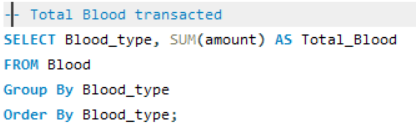 -- Total Blood transacted
SELECT Blood_type, SUM(amount) AS Total_Blood
FROM Blood
Group By Blood_type
Order By Blood_type;